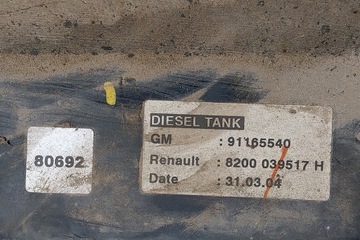 DIESEL TANK
GM : 91165540
Renault : 8200 039517 H
Date : 31.03.04
80692